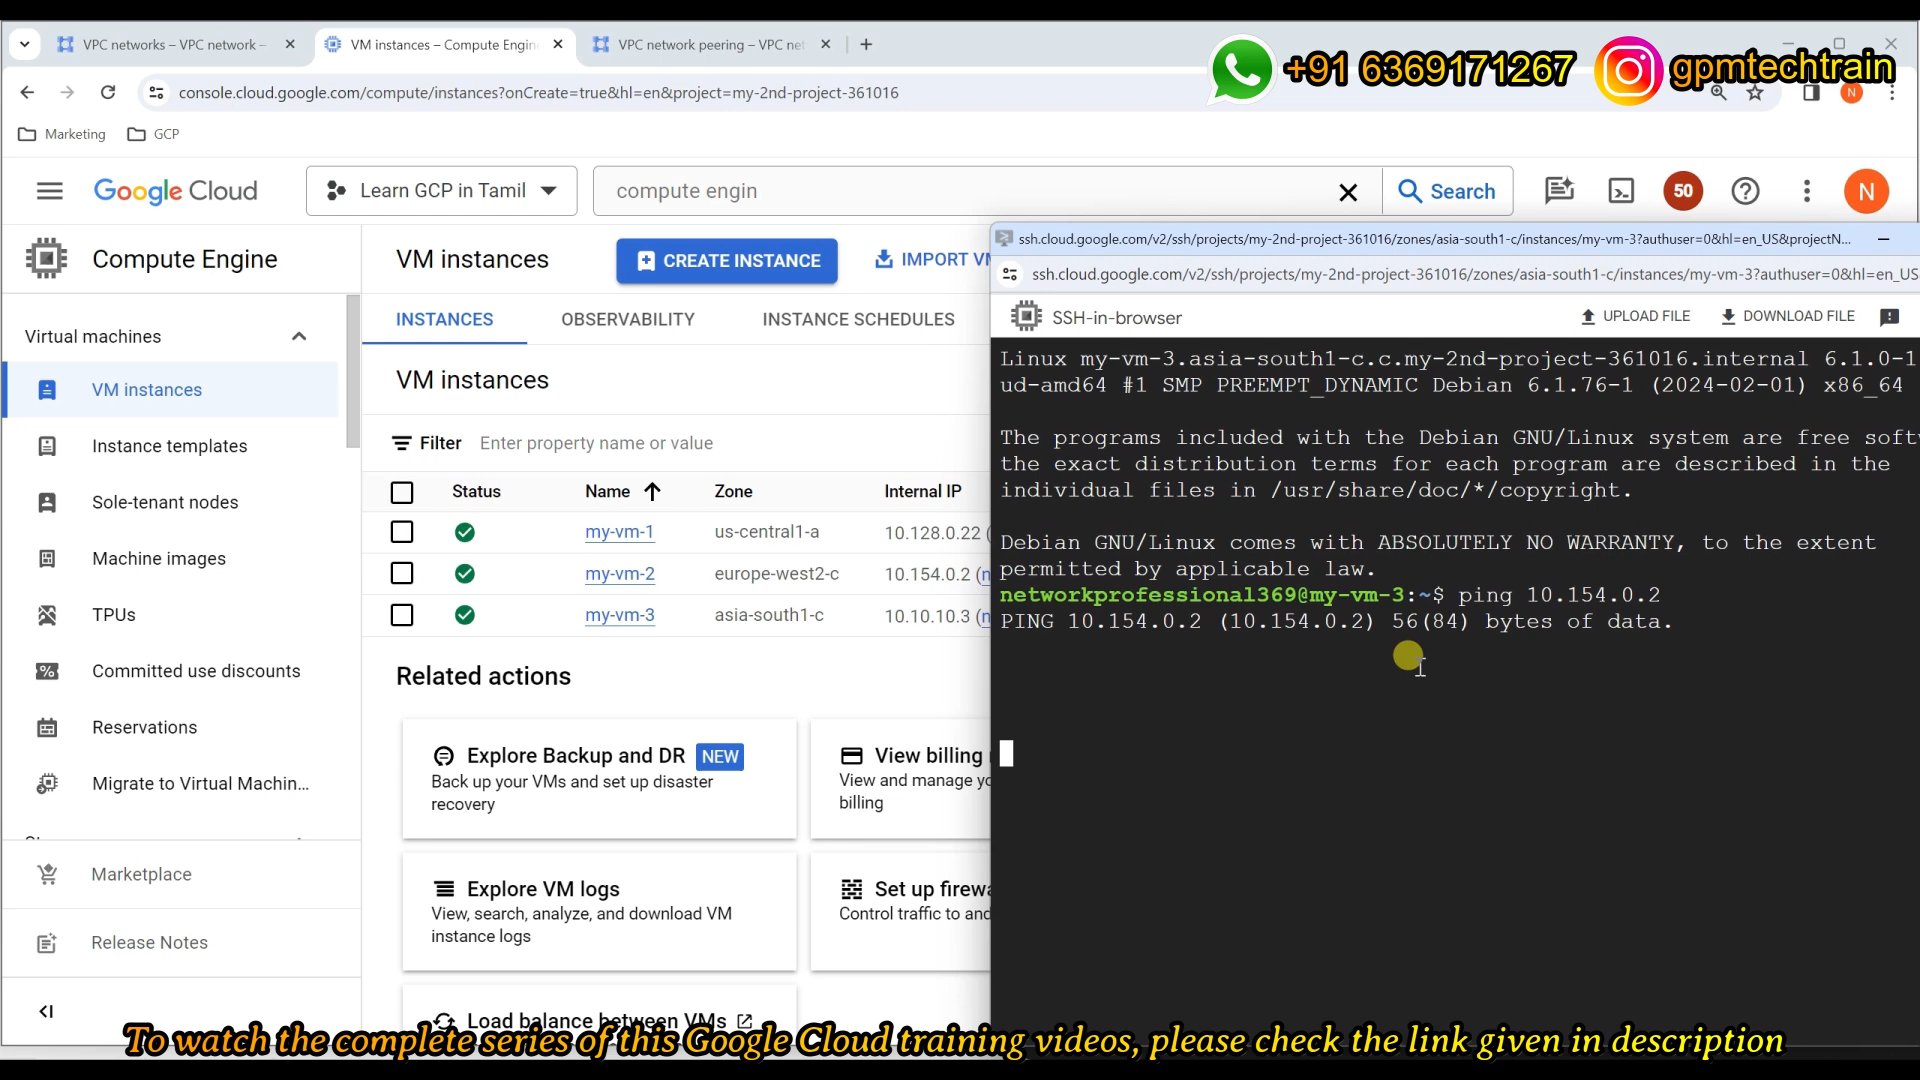 VPC networks – VPC network –
VM instances – Compute Engin
VPC network peering – VPC net
+91 6369171267
gpmtechtrain
console.cloud.google.com/compute/instances?onCreate=true&hl=en&project=my-2nd-project-361016
N
Marketing
GCP
Google Cloud
Learn GCP in Tamil
compute engin
Search
50
N
Compute Engine
VM instances
CREATE INSTANCE
IMPORT VM
ssh.cloud.google.com/v2/ssh/projects/my-2nd-project-361016/zones/asia-south1-c/instances/my-vm-3?authuser=0&hl=en_US&projectN...
ssh.cloud.google.com/v2/ssh/projects/my-2nd-project-361016/zones/asia-south1-c/instances/my-vm-3?authuser=0&hl=en_US
SSH-in-browser
UPLOAD FILE
DOWNLOAD FILE
Virtual machines
VM instances
Instance templates
Sole-tenant nodes
Machine images
TPUs
Committed use discounts
Reservations
Migrate to Virtual Machin...
Marketplace
Release Notes
INSTANCES
OBSERVABILITY
INSTANCE SCHEDULES
VM instances
Filter Enter property name or value
Status Name Zone Internal IP
my-vm-1 us-central1-a 10.128.0.22 (
my-vm-2 europe-west2-c 10.154.0.2 (n
my-vm-3 asia-south1-c 10.10.10.3 (n
Related actions
Explore Backup and DR NEW
Back up your VMs and set up disaster
recovery
View billing
View and manage yo
billing
Explore VM logs
View, search, analyze, and download VM
instance logs
Set up firewa
Control traffic to and
Load balance between VMs
Linux my-vm-3.asia-south1-c.c.my-2nd-project-361016.internal 6.1.0-1
ud-amd64 #1 SMP PREEMPT_DYNAMIC Debian 6.1.76-1 (2024-02-01) x86_64
The programs included with the Debian GNU/Linux system are free soft
the exact distribution terms for each program are described in the
individual files in /usr/share/doc/*/copyright.
Debian GNU/Linux comes with ABSOLUTELY NO WARRANTY, to the extent
permitted by applicable law.
networkprofessional369@my-vm-3:~$ ping 10.154.0.2
PING 10.154.0.2 (10.154.0.2) 56(84) bytes of data.
To watch the complete series of this Google Cloud training videos, please check the link given in description